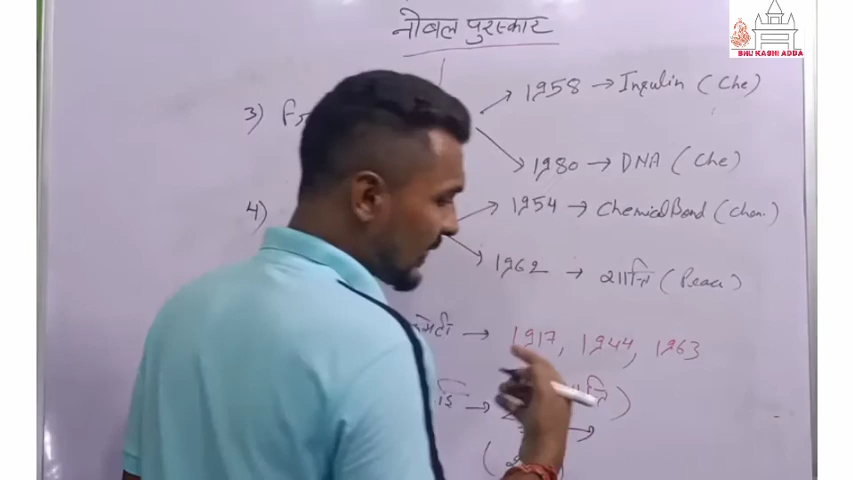 BHU KASHI ADDA
नोबल पुरस्कार
3) Fr
1958 → Insulin (Che)
1980 → DNA (Che)
4)
1954 → Chemical Bond (Chem.)
1962 → शान्ति (Peace)
→ 1917, 1944, 1963
→